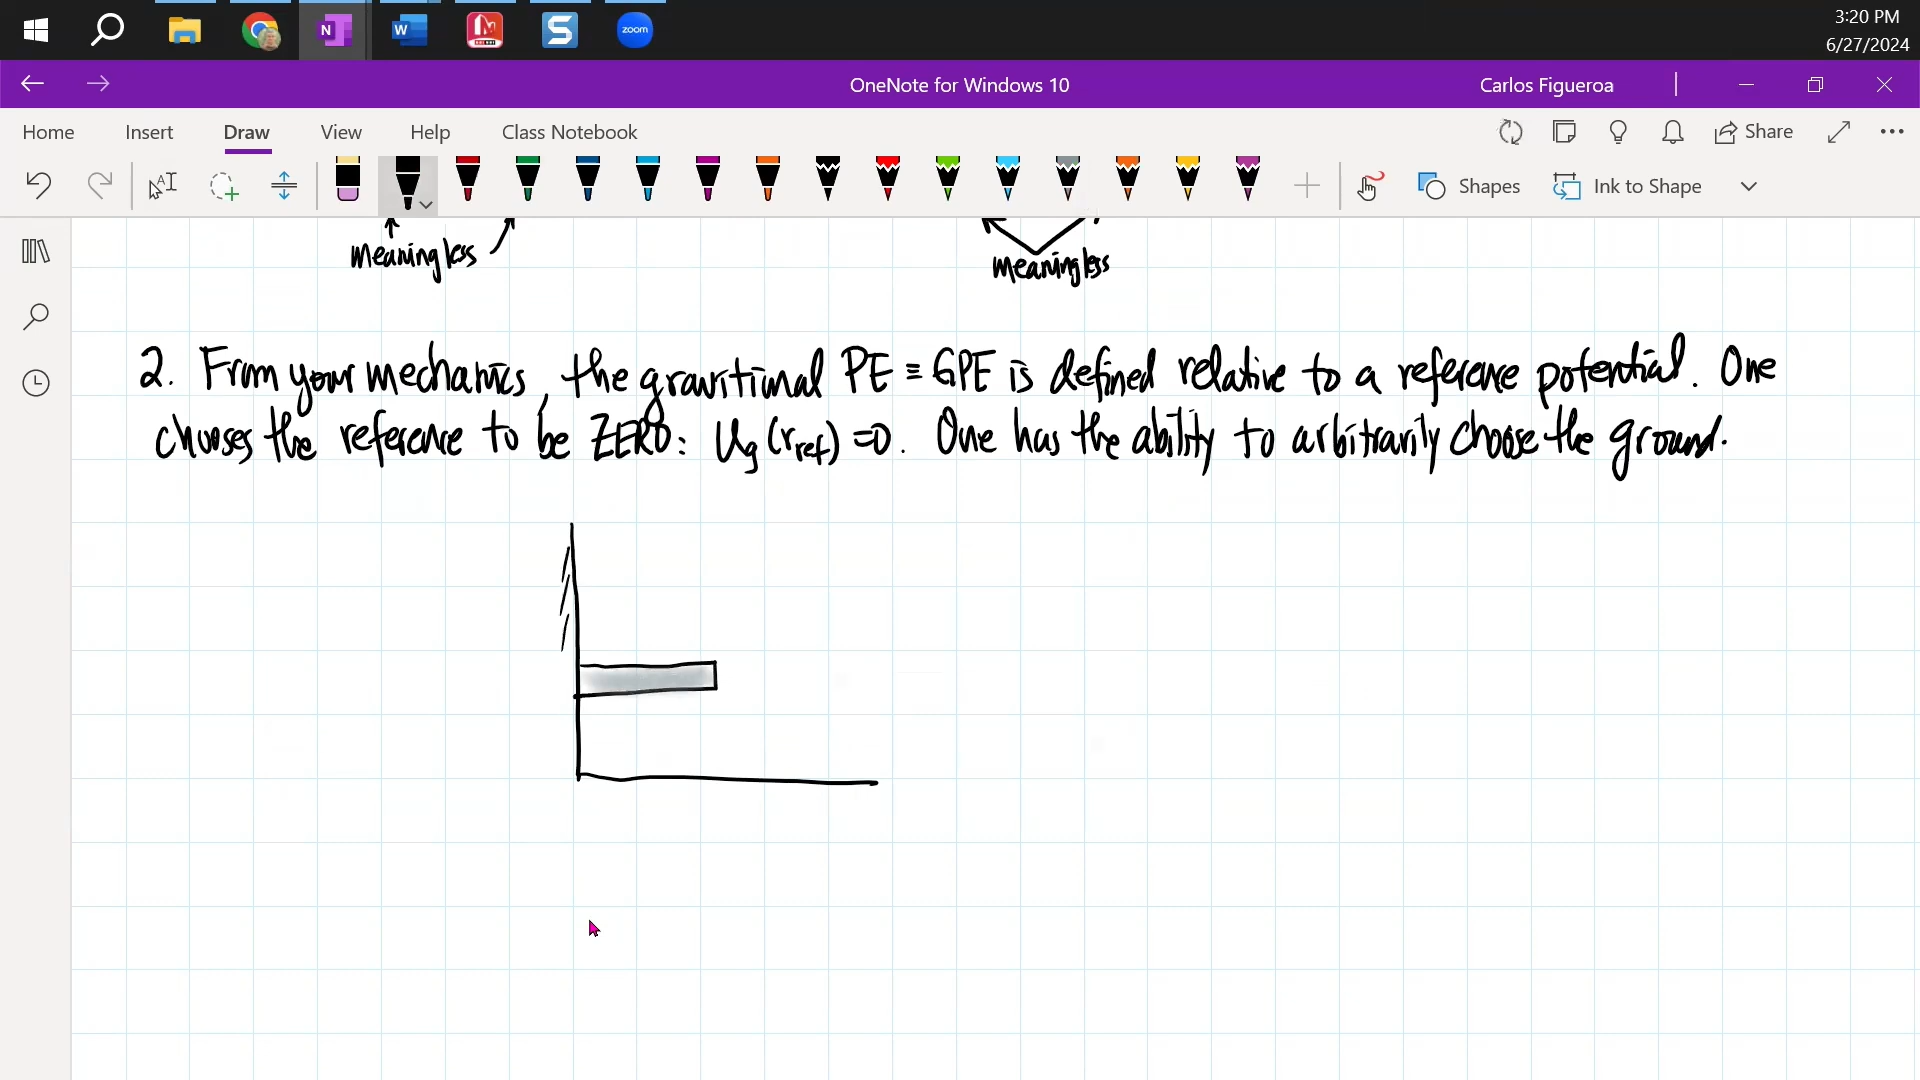 3:20 PM
6/27/2024
OneNote for Windows 10
Carlos Figueroa
Home Insert Draw View Help Class Notebook
Share
Shapes Ink to Shape
N W zoom
meaningless meaningless
2. From your mechanics, the gravitional PE ≡ GPE is defined relative to a reference potential. One
chooses the reference to be ZERO: Ug(rref) = 0. One has the ability to arbitrarily choose the ground.